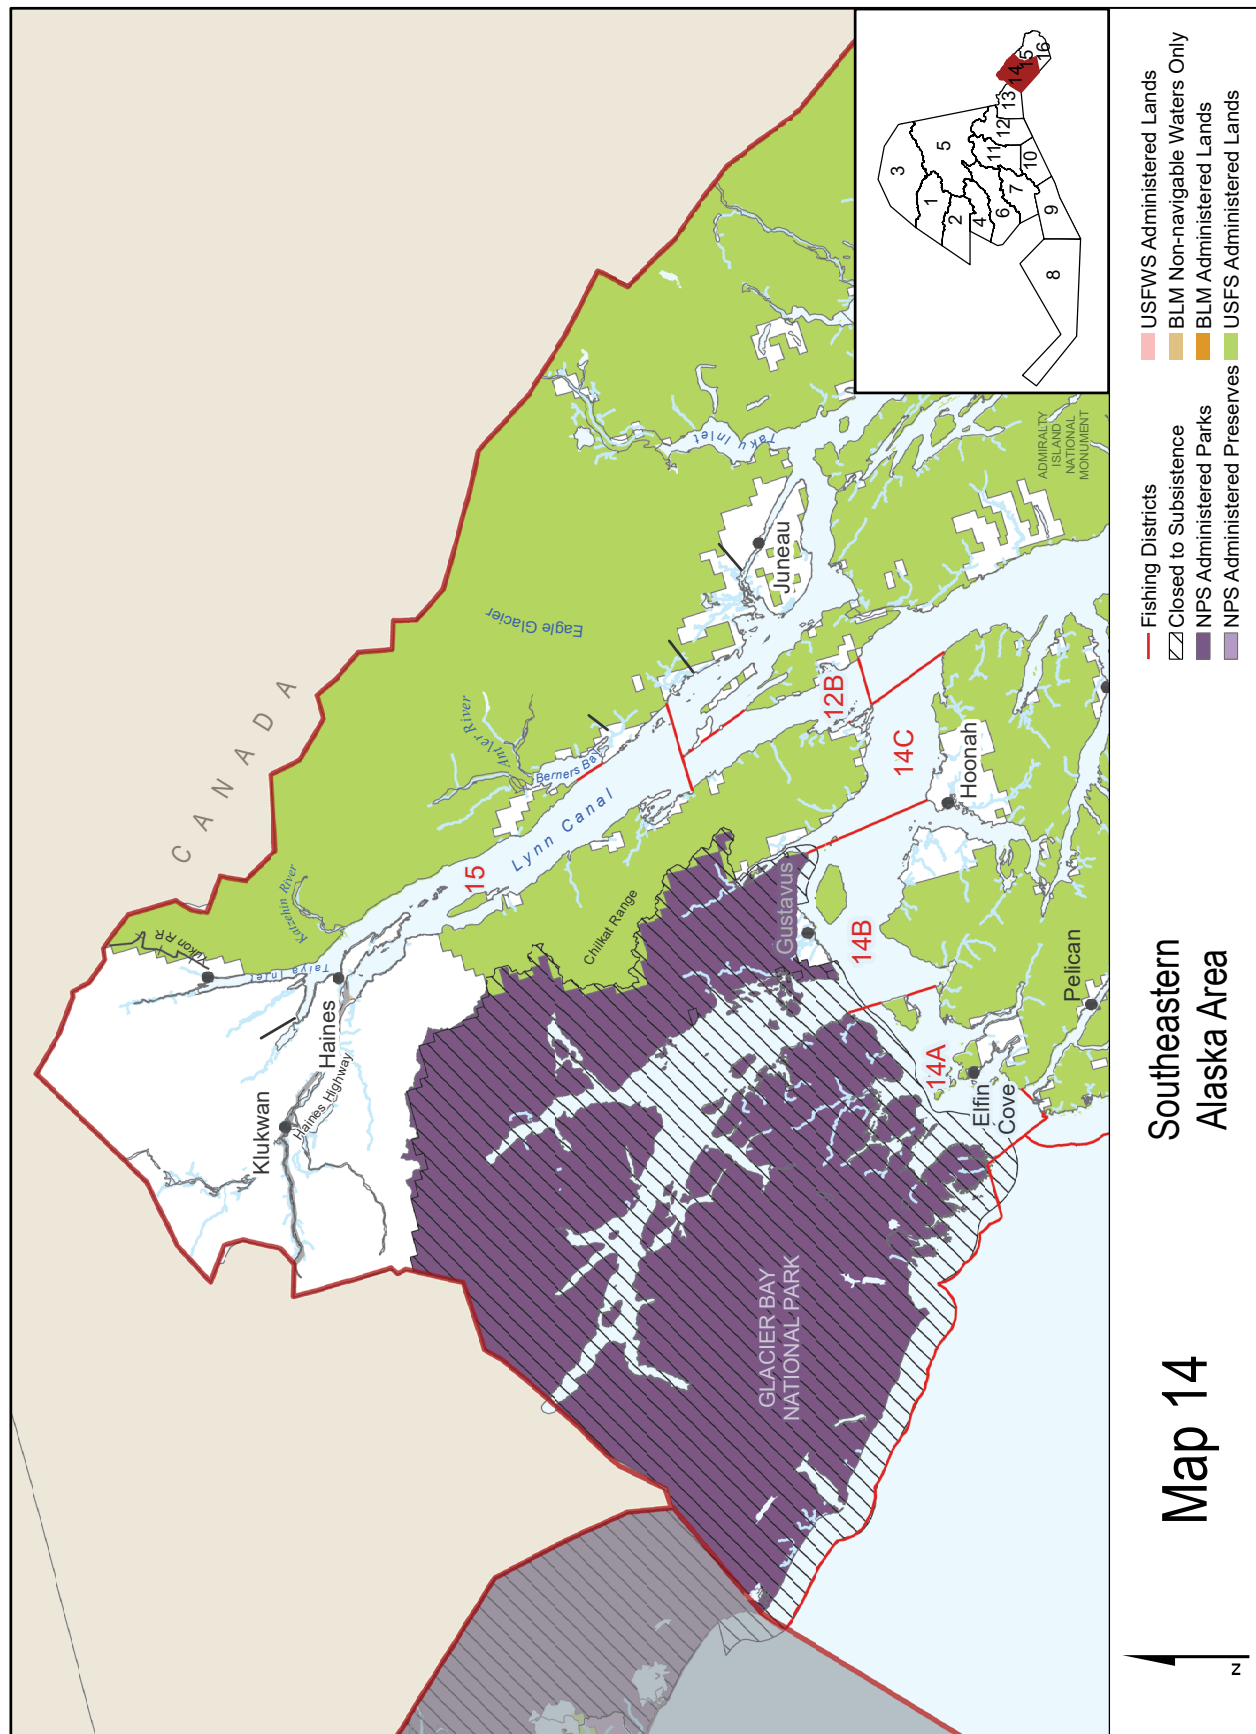 CANADA
Yukon RR
Taiya Inlet
Katzehin River
Haines
Klukwan
Haines Highway
15
Lynn Canal
Berners Bay
Antler River
Eagle Glacier
Taku Inlet
Juneau
Chilkat Range
Gustavus
GLACIER BAY
NATIONAL PARK
12B
14C
14B
14A
Hoonah
Elfin
Cove
Pelican
ADMIRALTY
ISLAND
NATIONAL
MONUMENT
1
2
3
4
5
6
7
8
9
10
11
12
13
14
15
16
N
Map 14
Southeastern
Alaska Area
Fishing Districts
Closed to Subsistence
NPS Administered Parks
NPS Administered Preserves
USFWS Administered Lands
BLM Non-navigable Waters Only
BLM Administered Lands
USFS Administered Lands